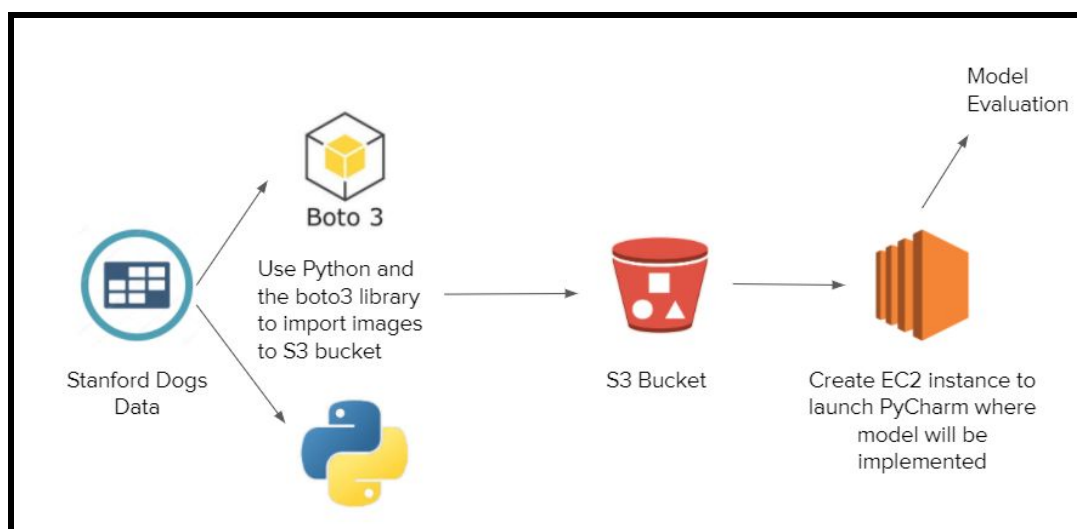 Model
Evaluation
Boto 3
Use Python and
the boto3 library
to import images
to S3 bucket
Stanford Dogs
Data
S3 Bucket
Create EC2 instance to
launch PyCharm where
model will be
implemented